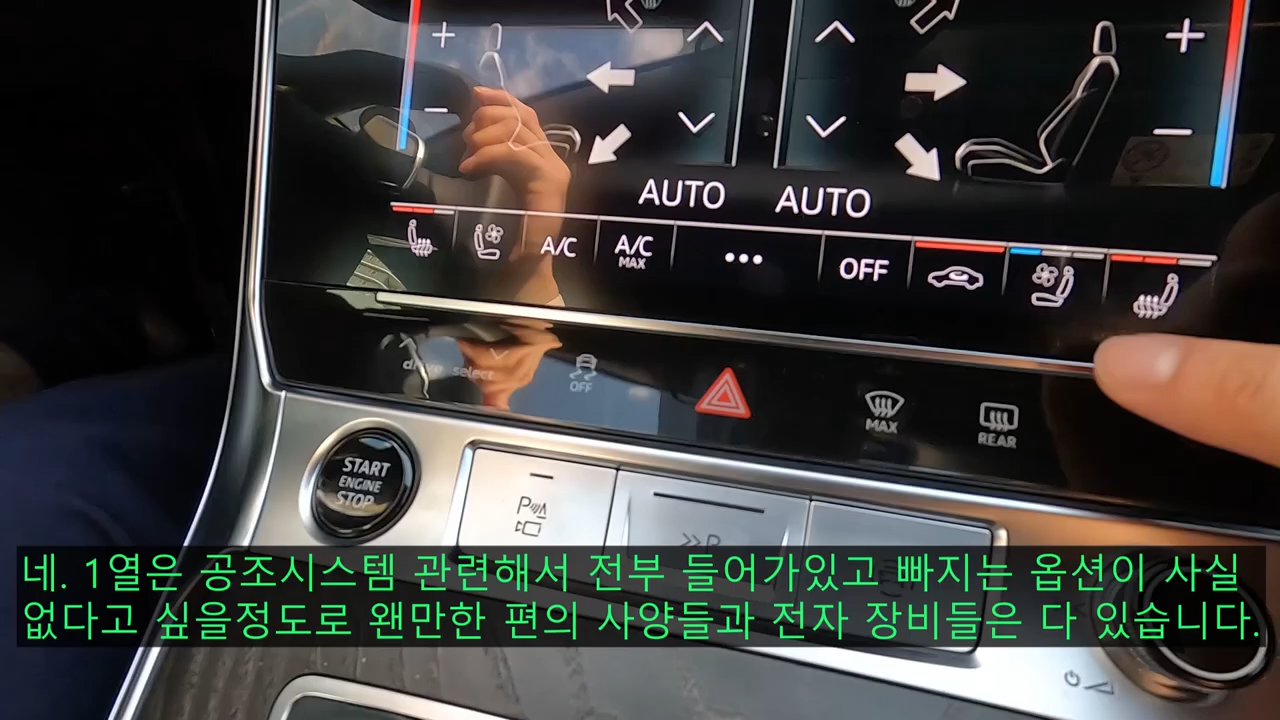 AUTO AUTO
A/C A/C MAX ••• OFF
drive select OFF MAX REAR
START ENGINE STOP
P
P
네. 1열은 공조시스템 관련해서 전부 들어가있고 빠지는 옵션이 사실
없다고 싶을정도로 왠만한 편의 사양들과 전자 장비들은 다 있습니다.